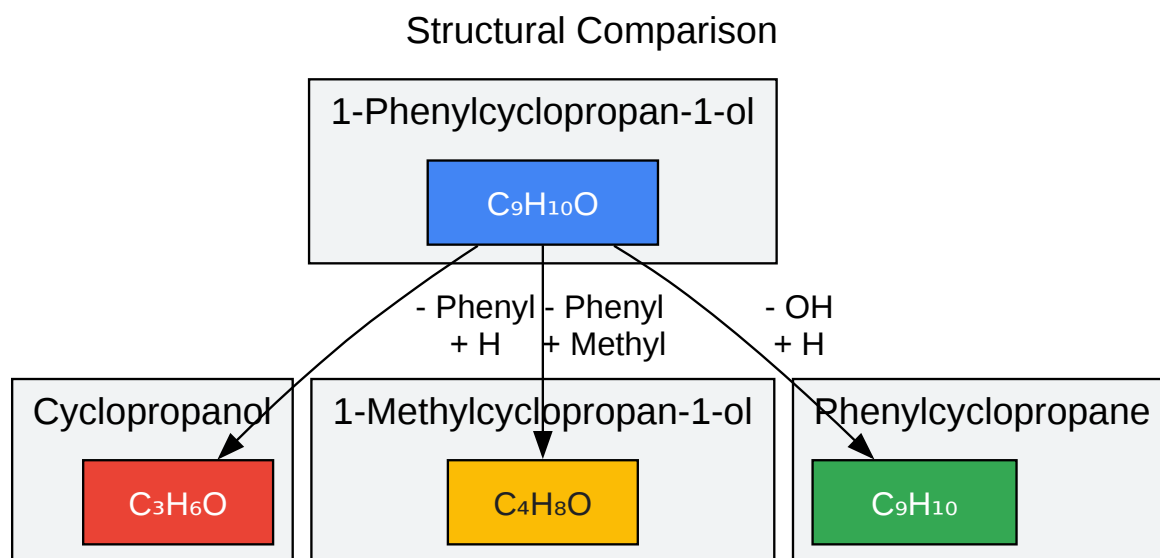 Structural Comparison
1-Phenylcyclopropan-1-ol
C₉H₁₀O
- Phenyl
+ H
- Phenyl
+ Methyl
- OH
+ H
Cyclopropanol
C₃H₆O
1-Methylcyclopropan-1-ol
C₄H₈O
Phenylcyclopropane
C₉H₁₀